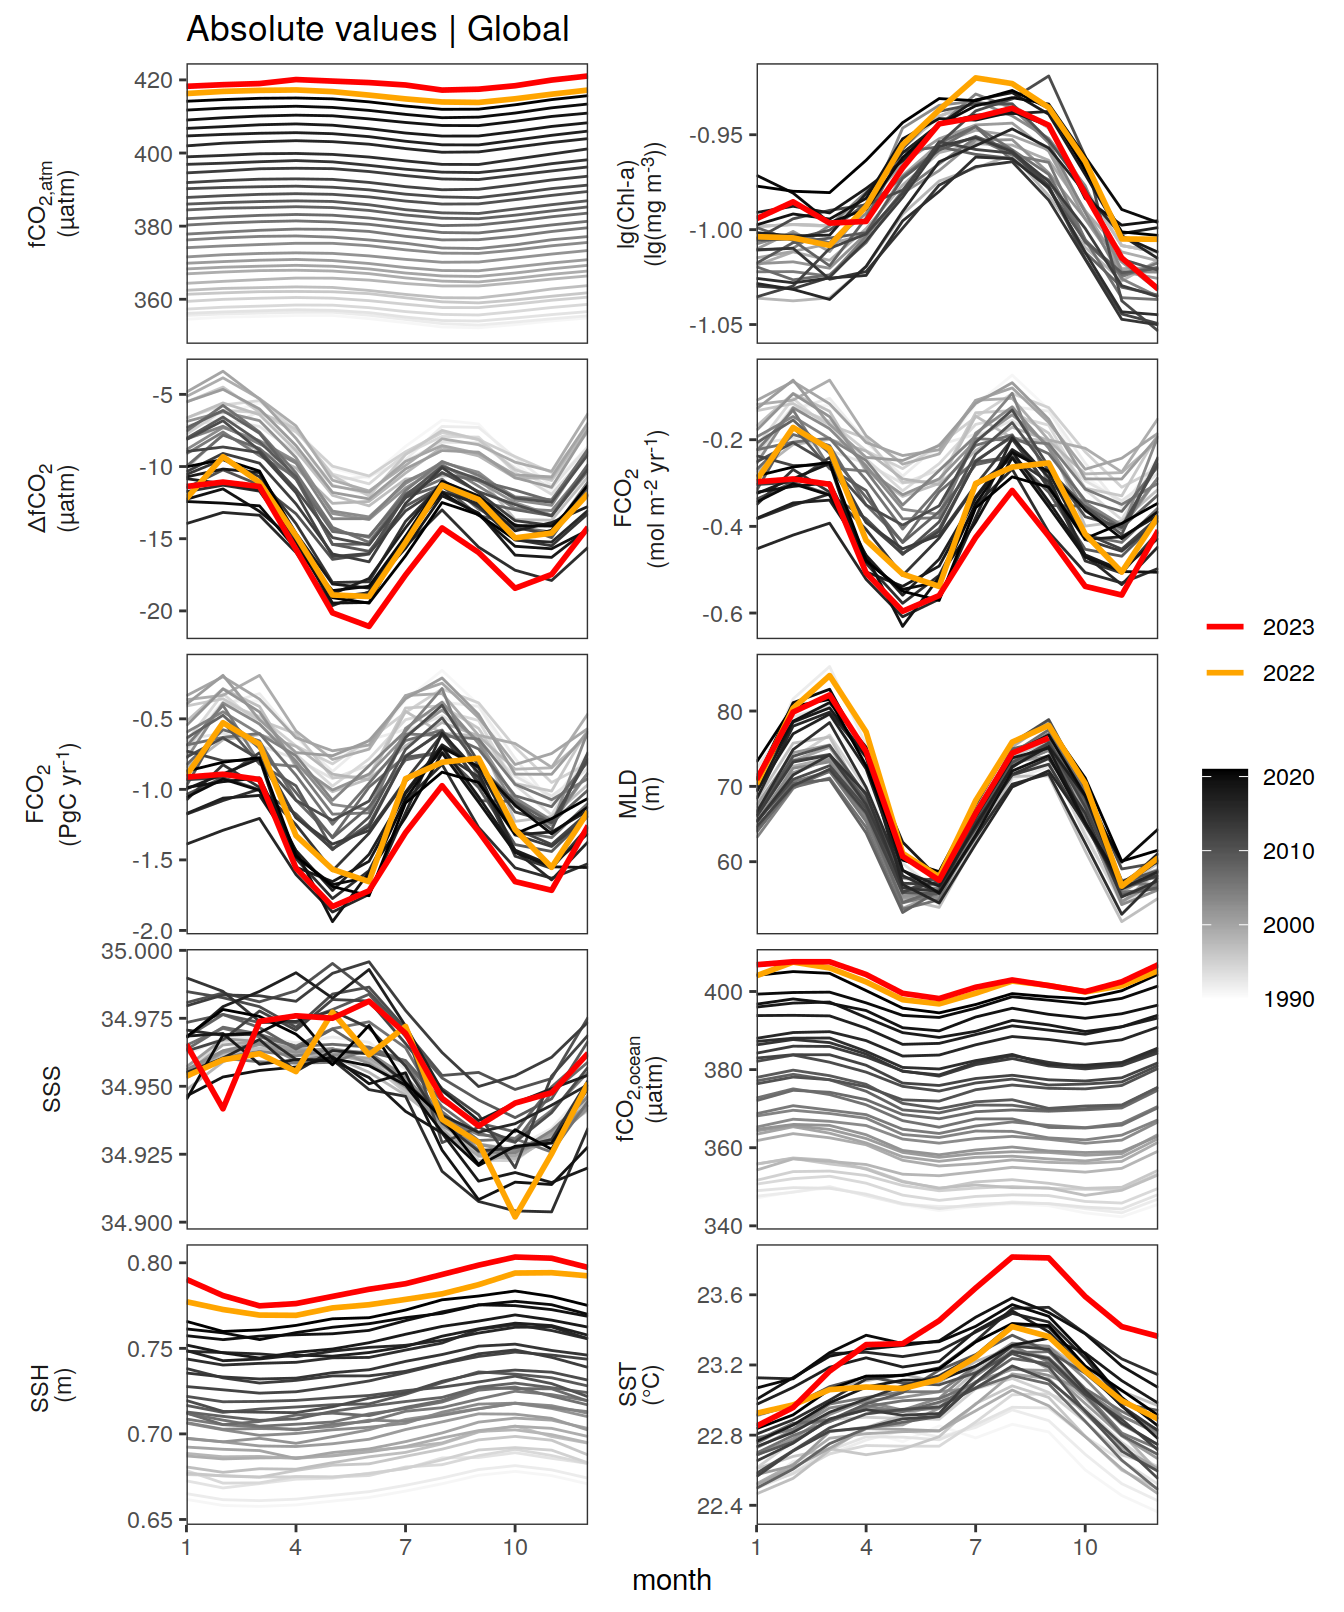 Absolute values | Global
fCO2,atm
(µatm)
420
400
380
360
lg(Chl-a)
(lg(mg m-3))
-0.95
-1.00
-1.05
ΔfCO2
(µatm)
-5
-10
-15
-20
FCO2
(mol m-2 yr-1)
-0.2
-0.4
-0.6
FCO2
(PgC yr-1)
-0.5
-1.0
-1.5
-2.0
MLD
(m)
80
70
60
SSS
35.000
34.975
34.950
34.925
34.900
fCO2,ocean
(µatm)
400
380
360
340
SSH
(m)
0.80
0.75
0.70
0.65
1
4
7
10
SST
(°C)
23.6
23.2
22.8
22.4
1
4
7
10
month
2023
2022
2020
2010
2000
1990